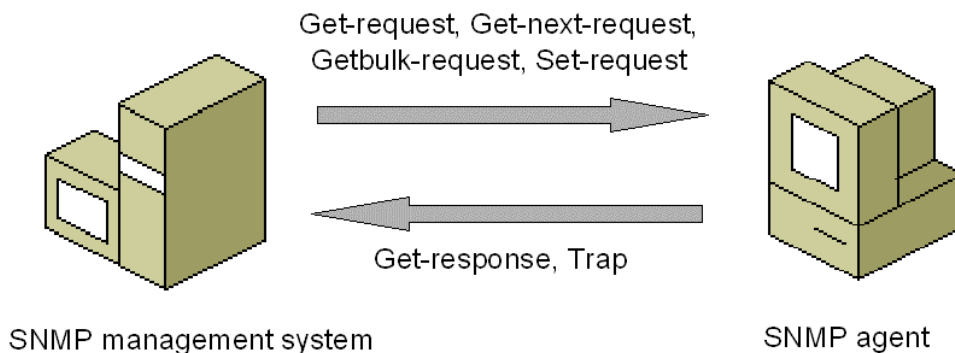 Get-request, Get-next-request,
Getbulk-request, Set-request
Get-response, Trap
SNMP management system
SNMP agent